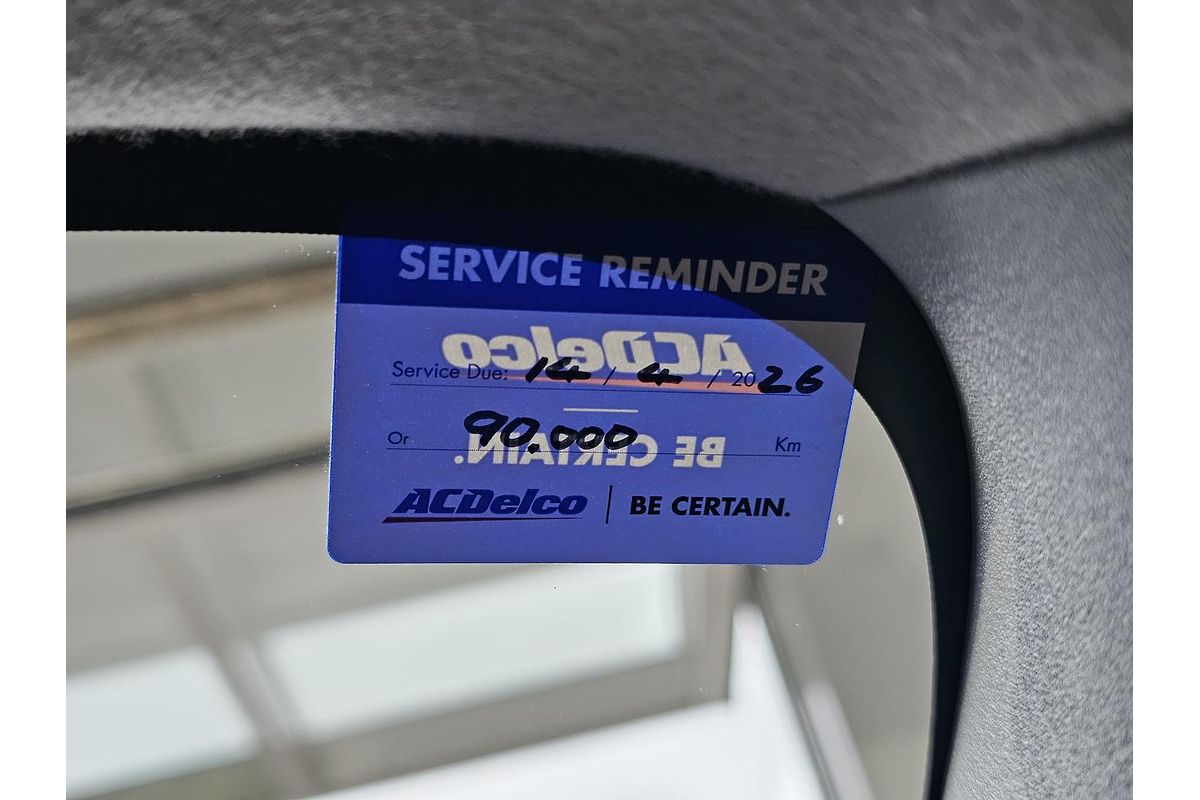 SERVICE REMINDER
ACDelco
Service Due: 14 / 4 / 2026
Or 90.000 Km
BE CERTAIN.
ACDelco | BE CERTAIN.